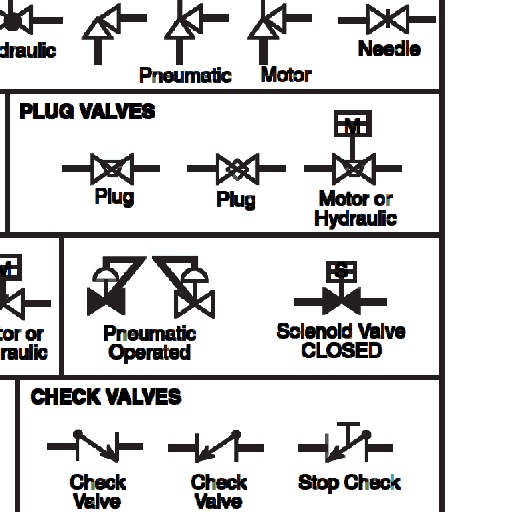 draulic
Needle
Pneumatic Motor
PLUG VALVES
M
Plug
Plug
Motor or
Hydraulic
M
S
tor or
raulic
Pneumatic
Operated
Solenoid Valve
CLOSED
CHECK VALVES
Check
Valve
Check
Valve
Stop Check